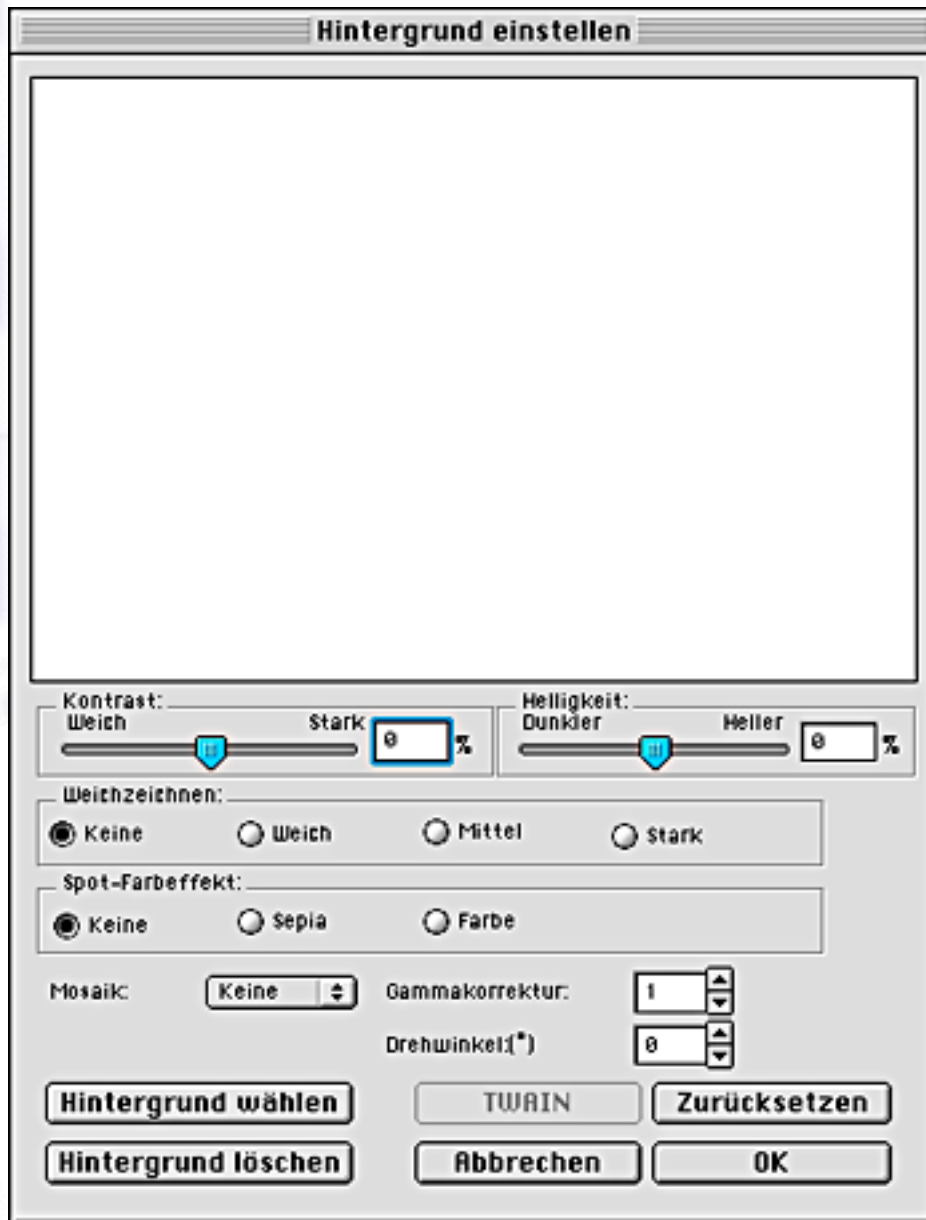 Hintergrund einstellen
Kontrast:
Weich Stark 0 %
Helligkeit:
Dunkler Heller 0 %
Weichzeichnen:
Keine Weich Mittel Stark
Spot-Farbeffekt:
Keine Sepia Farbe
Mosaik: Keine Gammakorrektur: 1
Drehwinkel:(°) 0
Hintergrund wählen TWAIN Zurücksetzen
Hintergrund löschen Abbrechen OK